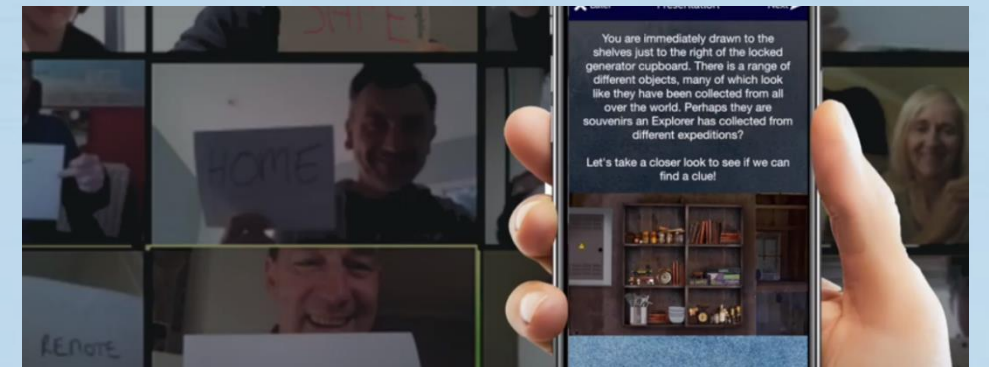 SAFE
HOME
REMOTE
Presentation
You are immediately drawn to the
shelves just to the right of the locked
generator cupboard. There is a range of
different objects, many of which look
like they have been collected from all
over the world. Perhaps they are
souvenirs an Explorer has collected from
different expeditions?
Let's take a closer look to see if we can
find a clue!